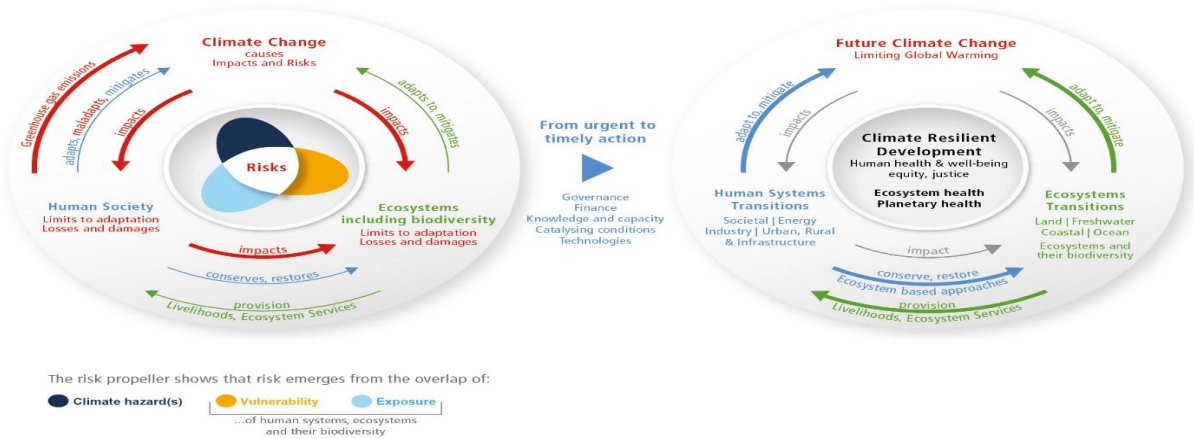 Climate Change
causes
Impacts and Risks
Greenhouse gas emissions
adapts, maladapts, mitigates
impacts
impacts
adapts to, mitigates
Risks
Human Society
Limits to adaptation
Losses and damages
Ecosystems
including biodiversity
Limits to adaptation
Losses and damages
impacts
conserves, restores
provision
Livelihoods, Ecosystem Services
From urgent to
timely action
Governance
Finance
Knowledge and capacity
Catalysing conditions
Technologies
Future Climate Change
Limiting Global Warming
adapt to, mitigate
impacts
impacts
adapt to, mitigate
Climate Resilient
Development
Human health & well-being
equity, justice
Ecosystem health
Planetary health
Human Systems
Transitions
Societal | Energy
Industry | Urban, Rural
& Infrastructure
Ecosystems
Transitions
Land | Freshwater
Coastal | Ocean
Ecosystems and
their biodiversity
impact
conserve, restore
Ecosystem based approaches
provision
Livelihoods, Ecosystem Services
The risk propeller shows that risk emerges from the overlap of:
Climate hazard(s) Vulnerability Exposure
...of human systems, ecosystems
and their biodiversity